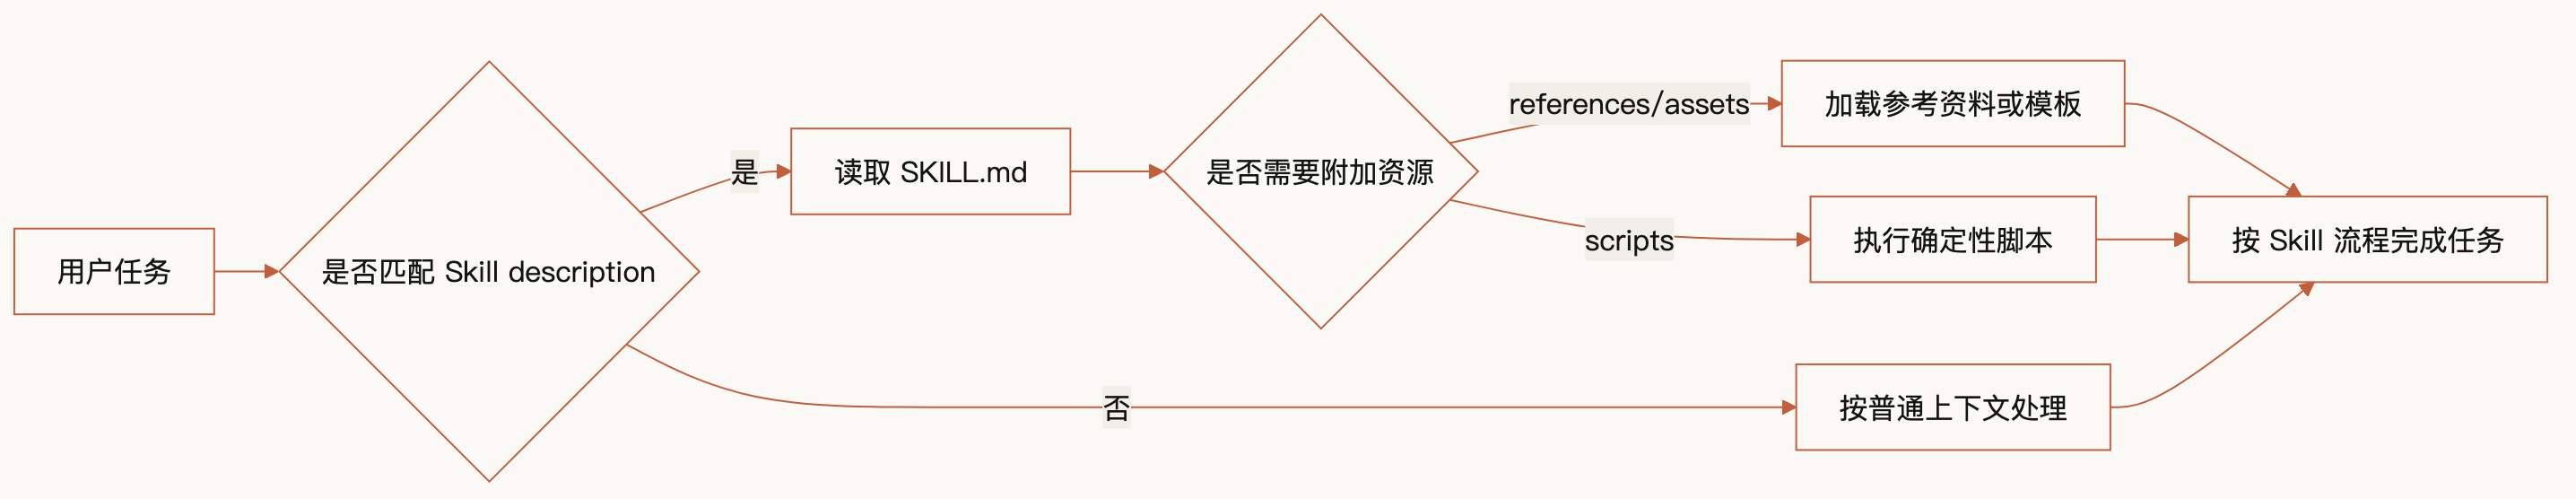 用户任务
是否匹配 Skill description
是
读取 SKILL.md
是否需要附加资源
references/assets
加载参考资料或模板
scripts
执行确定性脚本
按 Skill 流程完成任务
否
按普通上下文处理